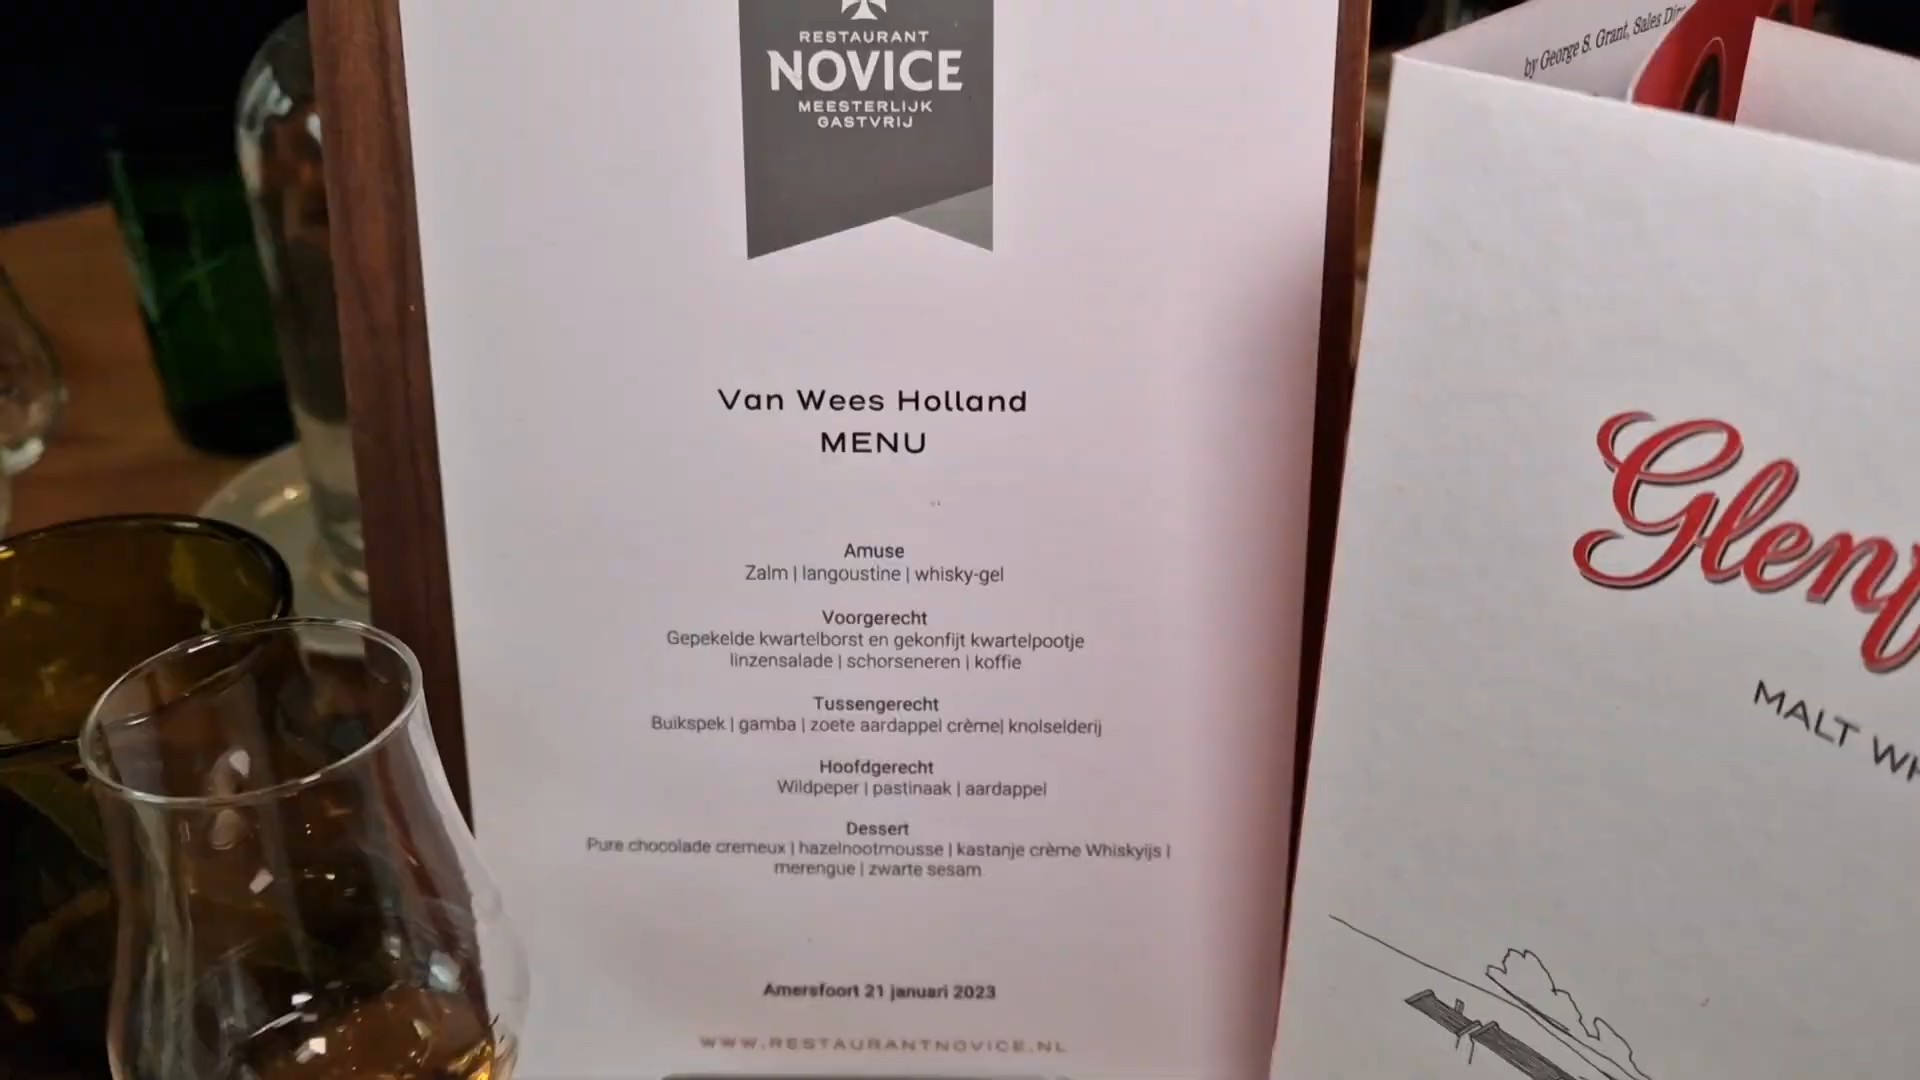 RESTAURANT
NOVICE
MEESTERLIJK
GASTVRIJ
Van Wees Holland
MENU
Amuse
Zalm | langoustine | whisky-gel
Voorgerecht
Gepekelde kwartelborst en gekonfijt kwartelpootje
linzensalade | schorseneren | koffie
Tussengerecht
Buikspek | gamba | zoete aardappel crème| knolselderij
Hoofdgerecht
Wildpeper | pastinaak | aardappel
Dessert
Pure chocolade cremeux | hazelnootmousse | kastanje crème Whiskyijs |
merengue | zwarte sesam
Amersfoort 21 januari 2023
WWW.RESTAURANTNOVICE.NL
by George S. Grant, Sales
Glenf
MALT